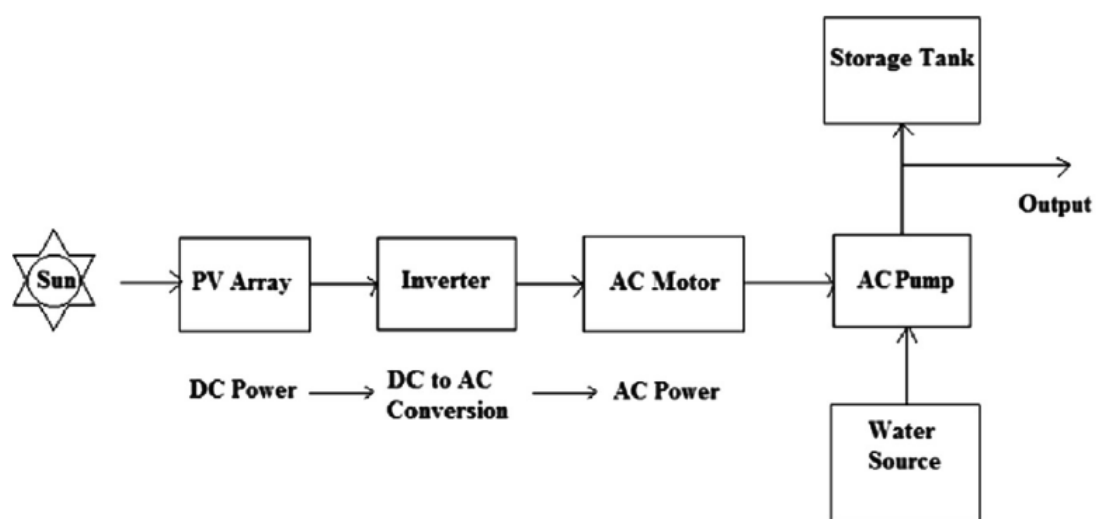 Storage Tank
Output
Sun
PV Array
Inverter
AC Motor
AC Pump
DC Power
DC to AC
Conversion
AC Power
Water
Source